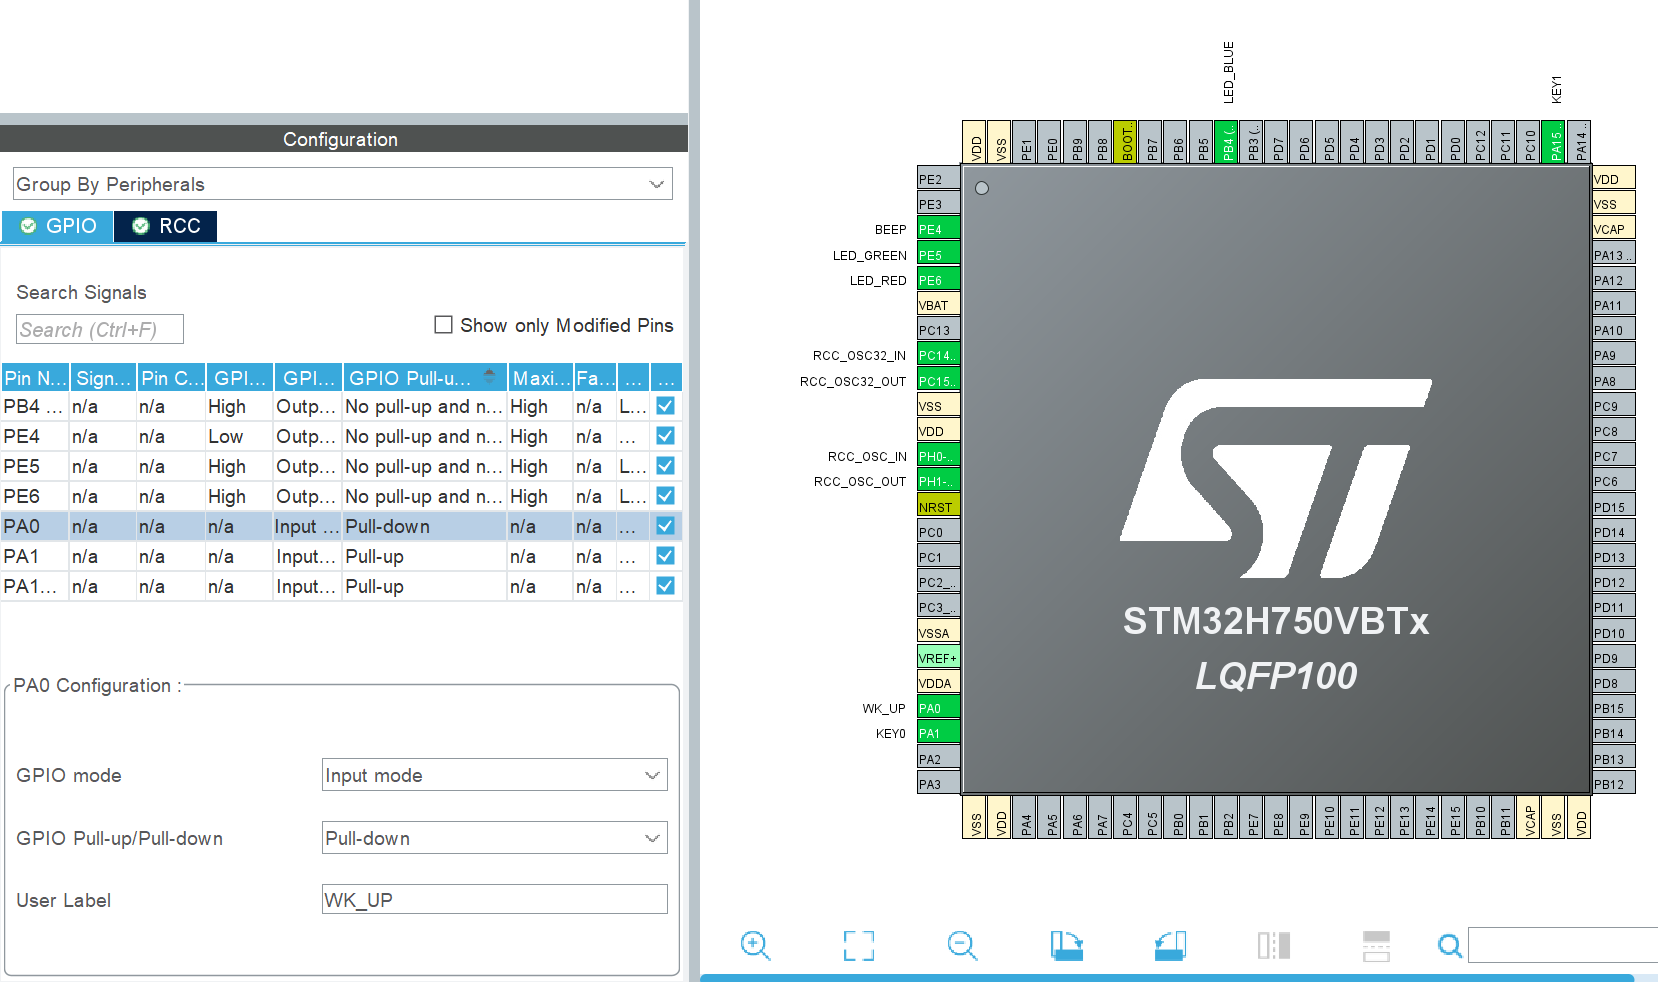 Configuration
Group By Peripherals
GPIO RCC
Search Signals
Search (Ctrl+F)
Show only Modified Pins
Pin N... Sign... Pin C... GPI... GPI... GPIO Pull-u... Maxi... Fa... ... ...
PB4 ... n/a n/a High Outp... No pull-up and n... High n/a L...
PE4 n/a n/a Low Outp... No pull-up and n... High n/a ...
PE5 n/a n/a High Outp... No pull-up and n... High n/a L...
PE6 n/a n/a High Outp... No pull-up and n... High n/a L...
PA0 n/a n/a n/a Input ... Pull-down n/a n/a ...
PA1 n/a n/a n/a Input... Pull-up n/a n/a ...
PA1... n/a n/a n/a Input... Pull-up n/a n/a ...
PA0 Configuration :
GPIO mode Input mode
GPIO Pull-up/Pull-down Pull-down
User Label WK_UP
LED_BLUE
KEY1
VDD
VSS
PE1
PE0
PB9
PB8
BOOT..
PB7
PB6
PB5
PB4 (..
PB3 (..
PD7
PD6
PD5
PD4
PD3
PD2
PD1
PD0
PC12
PC11
PC10
PA15 ..
PA14 ..
PE2
PE3
BEEP PE4
LED_GREEN PE5
LED_RED PE6
VBAT
PC13
RCC_OSC32_IN PC14..
RCC_OSC32_OUT PC15..
VSS
VDD
RCC_OSC_IN PH0-..
RCC_OSC_OUT PH1-..
NRST
PC0
PC1
PC2_..
PC3_..
VSSA
VREF+
VDDA
WK_UP PA0
KEY0 PA1
PA2
PA3
ST
STM32H750VBTx
LQFP100
VDD
VSS
VCAP
PA13 ..
PA12
PA11
PA10
PA9
PA8
PC9
PC8
PC7
PC6
PD15
PD14
PD13
PD12
PD11
PD10
PD9
PD8
PB15
PB14
PB13
PB12
VSS
VDD
PA4
PA5
PA6
PA7
PC4
PC5
PB0
PB1
PB2
PE7
PE8
PE9
PE10
PE11
PE12
PE13
PE14
PE15
PB10
PB11
VCAP
VSS
VDD